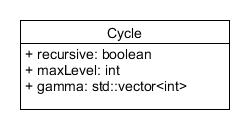 Cycle
+ recursive: boolean
+ maxLevel: int
+ gamma: std::vector<int>